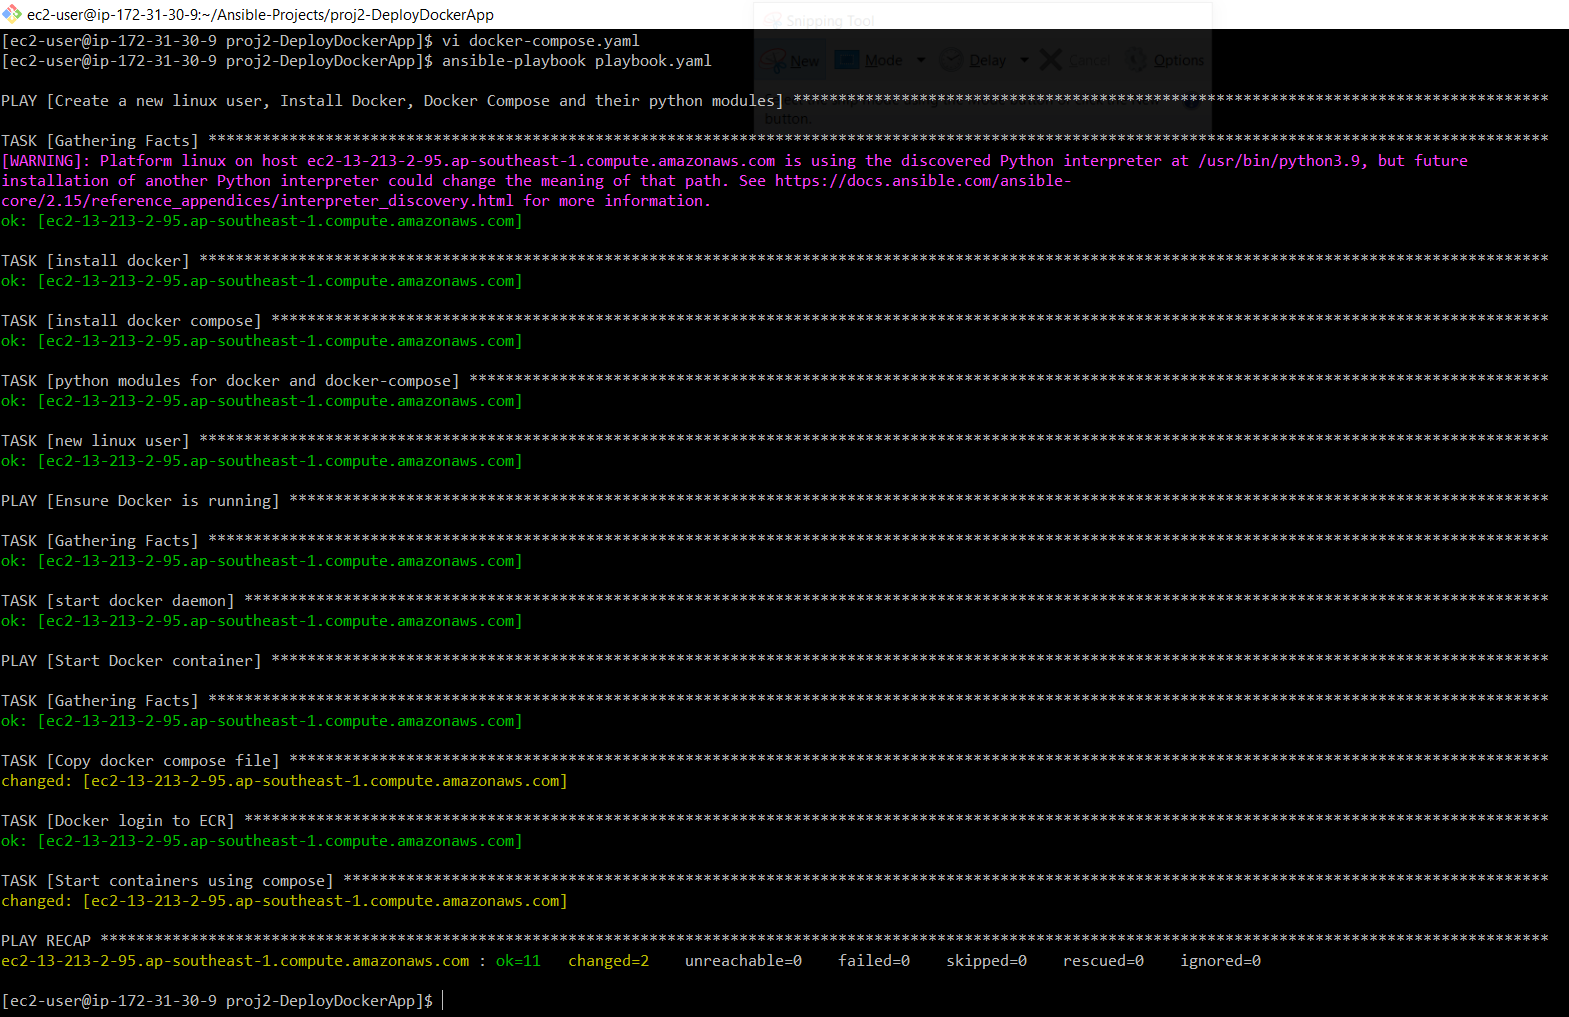 ec2-user@ip-172-31-30-9:~/Ansible-Projects/proj2-DeployDockerApp
Snipping Tool
New Mode Delay Cancel Options
button.
[ec2-user@ip-172-31-30-9 proj2-DeployDockerApp]$ vi docker-compose.yaml
[ec2-user@ip-172-31-30-9 proj2-DeployDockerApp]$ ansible-playbook playbook.yaml
PLAY [Create a new linux user, Install Docker, Docker Compose and their python modules] ************************************************************************************
TASK [Gathering Facts] *****************************************************************************************************************************************************
[WARNING]: Platform linux on host ec2-13-213-2-95.ap-southeast-1.compute.amazonaws.com is using the discovered Python interpreter at /usr/bin/python3.9, but future
installation of another Python interpreter could change the meaning of that path. See https://docs.ansible.com/ansible-
core/2.15/reference_appendices/interpreter_discovery.html for more information.
ok: [ec2-13-213-2-95.ap-southeast-1.compute.amazonaws.com]
TASK [install docker] ******************************************************************************************************************************************************
ok: [ec2-13-213-2-95.ap-southeast-1.compute.amazonaws.com]
TASK [install docker compose] **********************************************************************************************************************************************
ok: [ec2-13-213-2-95.ap-southeast-1.compute.amazonaws.com]
TASK [python modules for docker and docker-compose] ************************************************************************************************************************
ok: [ec2-13-213-2-95.ap-southeast-1.compute.amazonaws.com]
TASK [new linux user] ******************************************************************************************************************************************************
ok: [ec2-13-213-2-95.ap-southeast-1.compute.amazonaws.com]
PLAY [Ensure Docker is running] ********************************************************************************************************************************************
TASK [Gathering Facts] *****************************************************************************************************************************************************
ok: [ec2-13-213-2-95.ap-southeast-1.compute.amazonaws.com]
TASK [start docker daemon] *************************************************************************************************************************************************
ok: [ec2-13-213-2-95.ap-southeast-1.compute.amazonaws.com]
PLAY [Start Docker container] **********************************************************************************************************************************************
TASK [Gathering Facts] *****************************************************************************************************************************************************
ok: [ec2-13-213-2-95.ap-southeast-1.compute.amazonaws.com]
TASK [Copy docker compose file] ********************************************************************************************************************************************
changed: [ec2-13-213-2-95.ap-southeast-1.compute.amazonaws.com]
TASK [Docker login to ECR] *************************************************************************************************************************************************
ok: [ec2-13-213-2-95.ap-southeast-1.compute.amazonaws.com]
TASK [Start containers using compose] **************************************************************************************************************************************
changed: [ec2-13-213-2-95.ap-southeast-1.compute.amazonaws.com]
PLAY RECAP *****************************************************************************************************************************************************************
ec2-13-213-2-95.ap-southeast-1.compute.amazonaws.com : ok=11   changed=2    unreachable=0    failed=0    skipped=0    rescued=0    ignored=0
[ec2-user@ip-172-31-30-9 proj2-DeployDockerApp]$